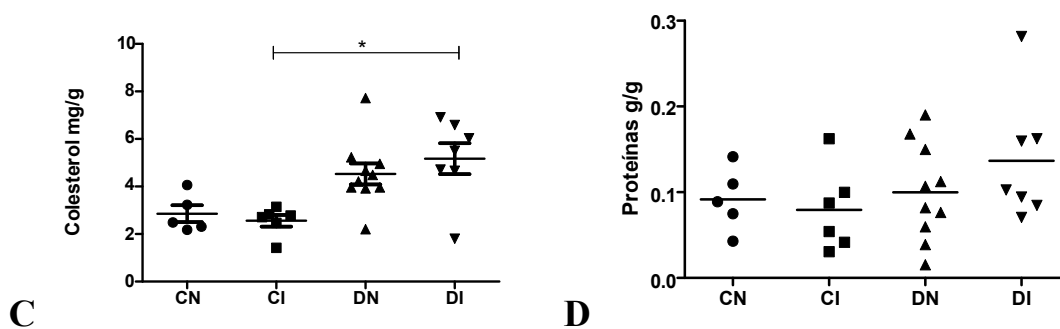 Colesterol mg/g
10
8
6
4
2
0
*
CN CI DN DI
C
Proteínas g/g
0.3
0.2
0.1
0.0
CN CI DN DI
D